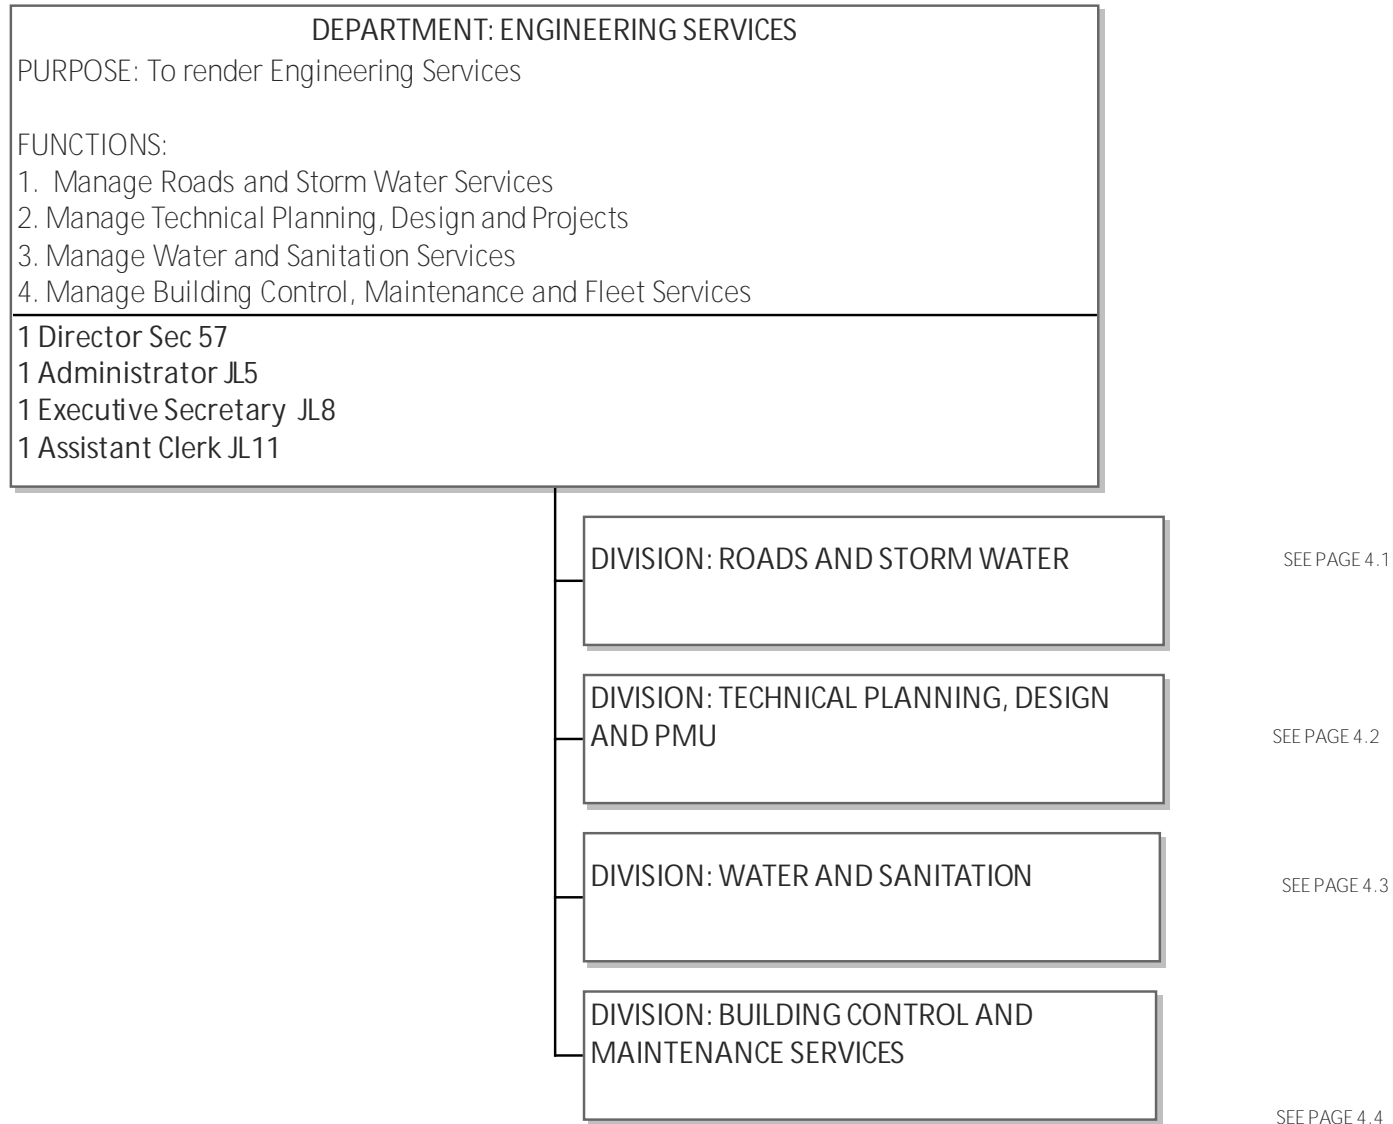 DEPARTMENT: ENGINEERING SERVICES
PURPOSE: To render Engineering Services
FUNCTIONS:
1. Manage Roads and Storm Water Services
2. Manage Technical Planning, Design and Projects
3. Manage Water and Sanitation Services
4. Manage Building Control, Maintenance and Fleet Services
1 Director Sec 57
1 Administrator JL5
1 Executive Secretary JL8
1 Assistant Clerk JL11
DIVISION: ROADS AND STORM WATER
SEE PAGE 4.1
DIVISION: TECHNICAL PLANNING, DESIGN
AND PMU
SEE PAGE 4.2
DIVISION: WATER AND SANITATION
SEE PAGE 4.3
DIVISION: BUILDING CONTROL AND
MAINTENANCE SERVICES
SEE PAGE 4.4